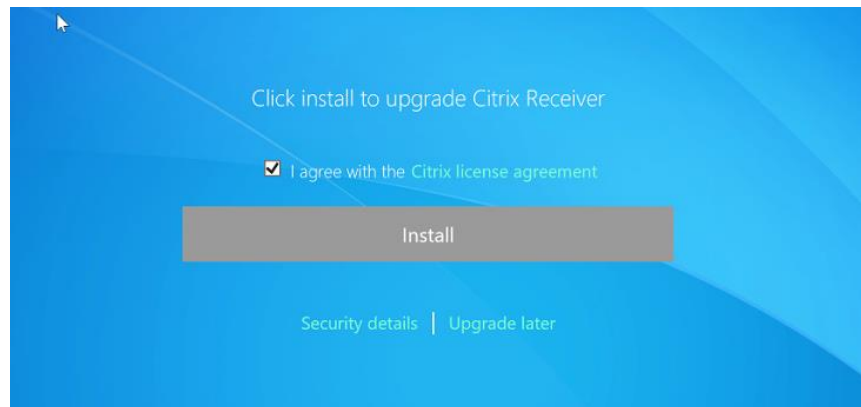 Click install to upgrade Citrix Receiver
I agree with the Citrix license agreement
Install
Security details | Upgrade later